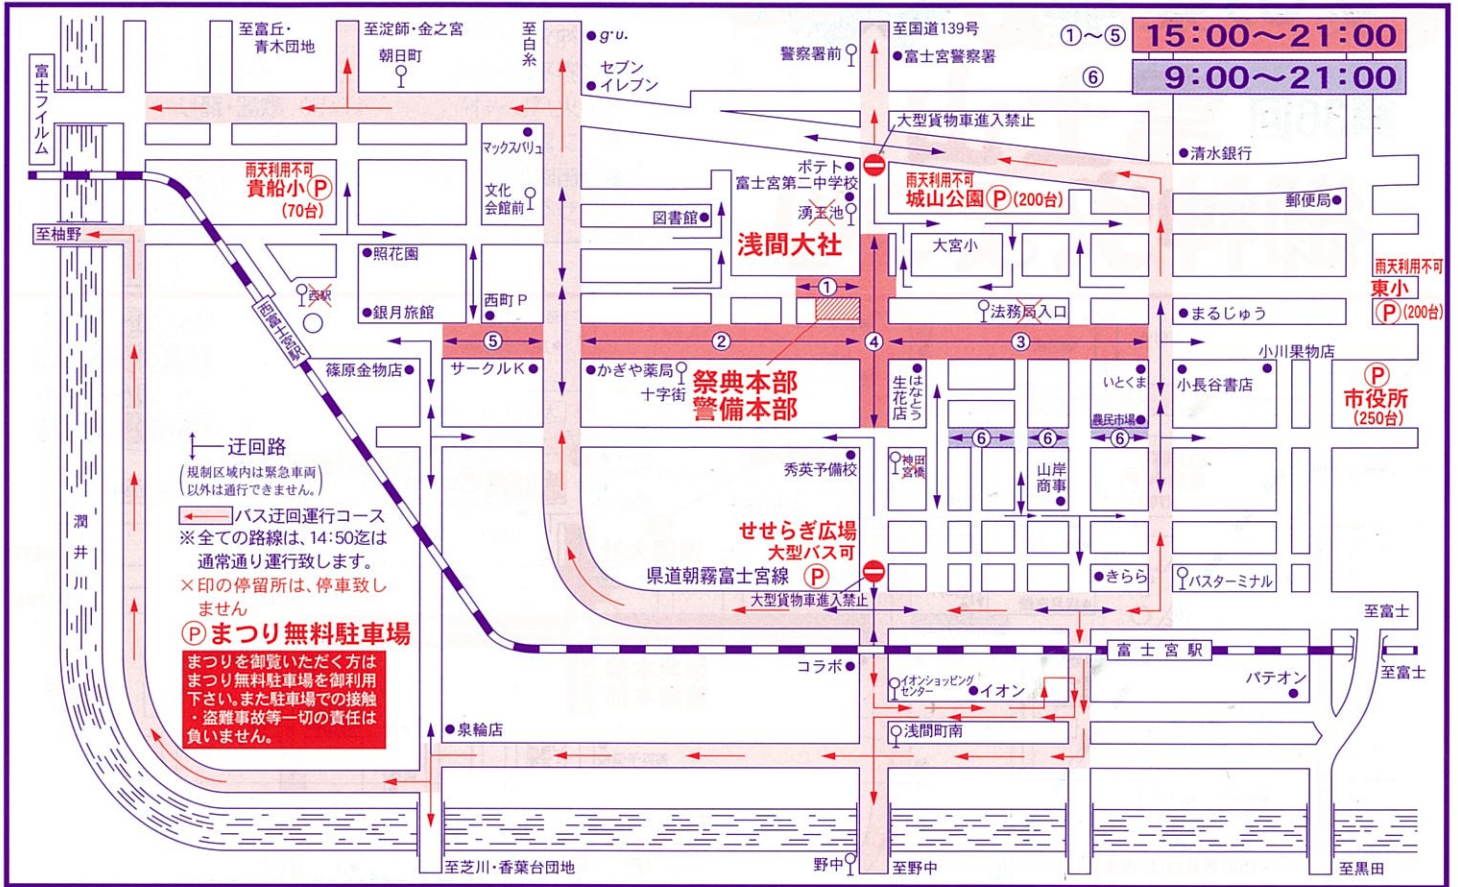 至富丘・
青木団地
至淀師・金之宮
朝日町
至白糸
g・u.
セブン
イレブン
至国道139号
警察署前
富士宮警察署
①～⑤ 15:00～21:00
⑥ 9:00～21:00
富士フイルム
大型貨物車進入禁止
マックスバリュ
清水銀行
雨天利用不可
貴船小Ⓟ
(70台)
文化
会館前
ポテト
富士宮第二中学校
湧玉池
雨天利用不可
城山公園Ⓟ(200台)
郵便局
図書館
至柚野
浅間大社
大宮小
照花園
雨天利用不可
東小
Ⓟ(200台)
西駅
西町P
①
銀月旅館
法務局入口
まるじゅう
西富士宮駅
⑤
②
④
③
小川果物店
篠原金物店
サークルK
かぎや薬局
十字街
祭典本部
警備本部
はなとう
生花店
いとくま
小長谷書店
Ⓟ
市役所
(250台)
農民市場
⑥
⑥
⑥
迂回路
(規制区域内は緊急車両
以外は通行できません。)
秀英予備校
神田
宮橋
山岸
商事
潤井川
バス迂回運行コース
※全ての路線は、14:50迄は
通常通り運行致します。
×印の停留所は、停車致し
ません
せせらぎ広場
大型バス可
県道朝霧富士宮線 Ⓟ
大型貨物車進入禁止
きらら
バスターミナル
至富士
Ⓟまつり無料駐車場
まつりを御覧いただく方は
まつり無料駐車場を御利用
下さい。また駐車場での接触
・盗難事故等一切の責任は
負いません。
富士宮駅
コラボ
至富士
イオンショッピング
センター
イオン
パテオン
泉輪店
浅間町南
至芝川・香葉台団地
野中
至野中
至黒田